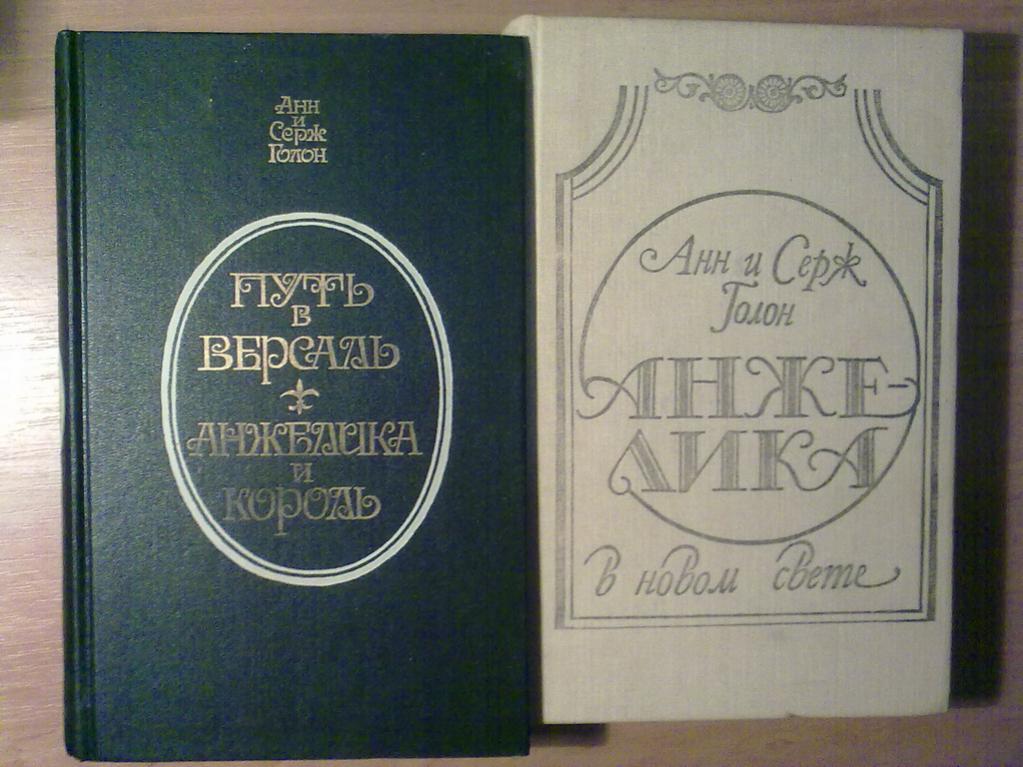 Анн
и
Серж
Голон
ПУТЬ
В
ВЕРСАЛЬ
АНЖЕЛИКА
И
КОРОЛЬ
Анн и Серж
Голон
АНЖЕ-
ЛИКА
в новом свете